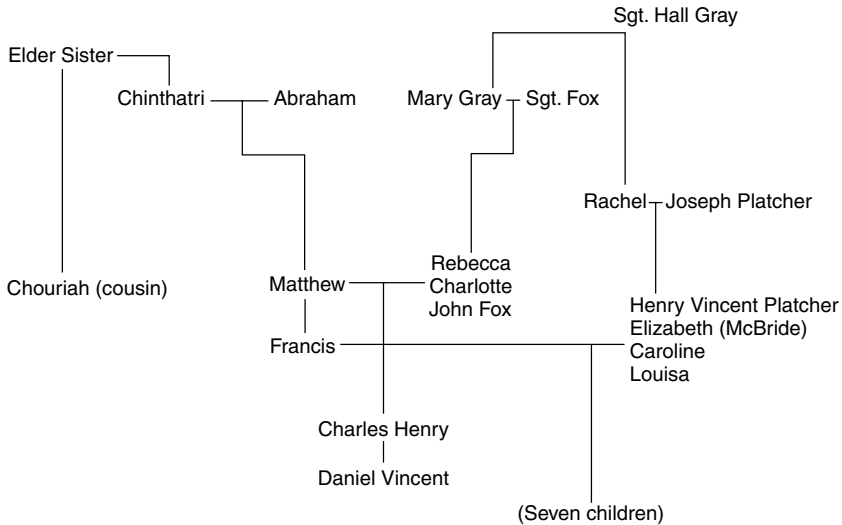 Sgt. Hall Gray
Elder Sister
Chinthatri
Abraham
Mary Gray
Sgt. Fox
Rachel
Joseph Platcher
Chouriah (cousin)
Matthew
Rebecca
Charlotte
John Fox
Henry Vincent Platcher
Elizabeth (McBride)
Caroline
Louisa
Francis
Charles Henry
Daniel Vincent
(Seven children)